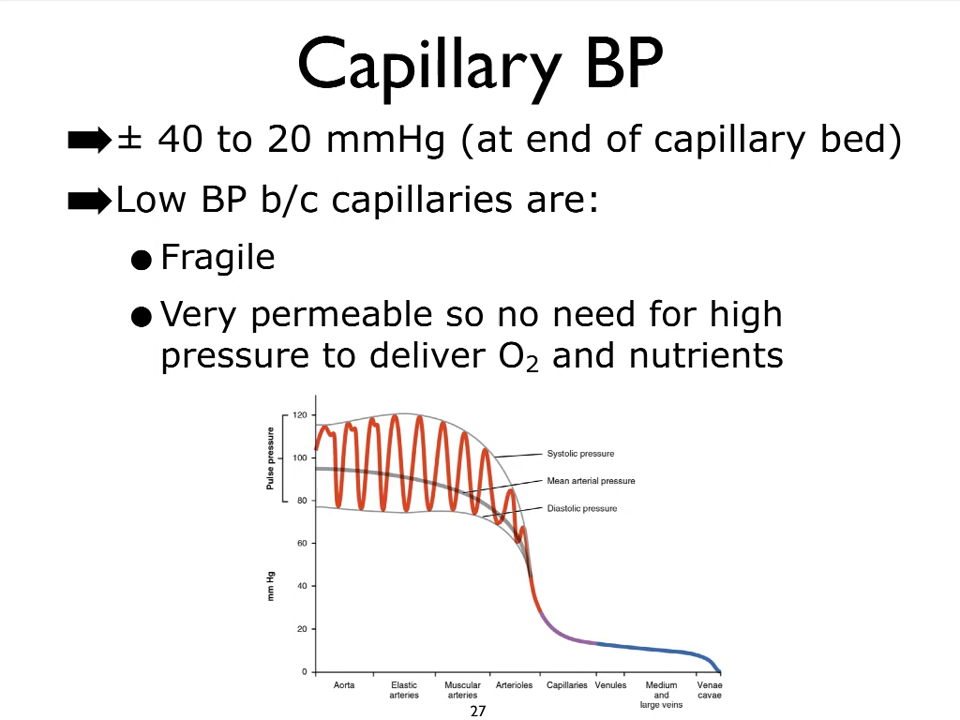 Capillary BP
± 40 to 20 mmHg (at end of capillary bed)
Low BP b/c capillaries are:
Fragile
Very permeable so no need for high
pressure to deliver O₂ and nutrients
120
100
80
60
40
20
0
Pulse pressure
mm Hg
Systolic pressure
Mean arterial pressure
Diastolic pressure
Aorta
Elastic
arteries
Muscular
arteries
Arterioles
Capillaries
Venules
Medium
and
large veins
Venae
cavae
27